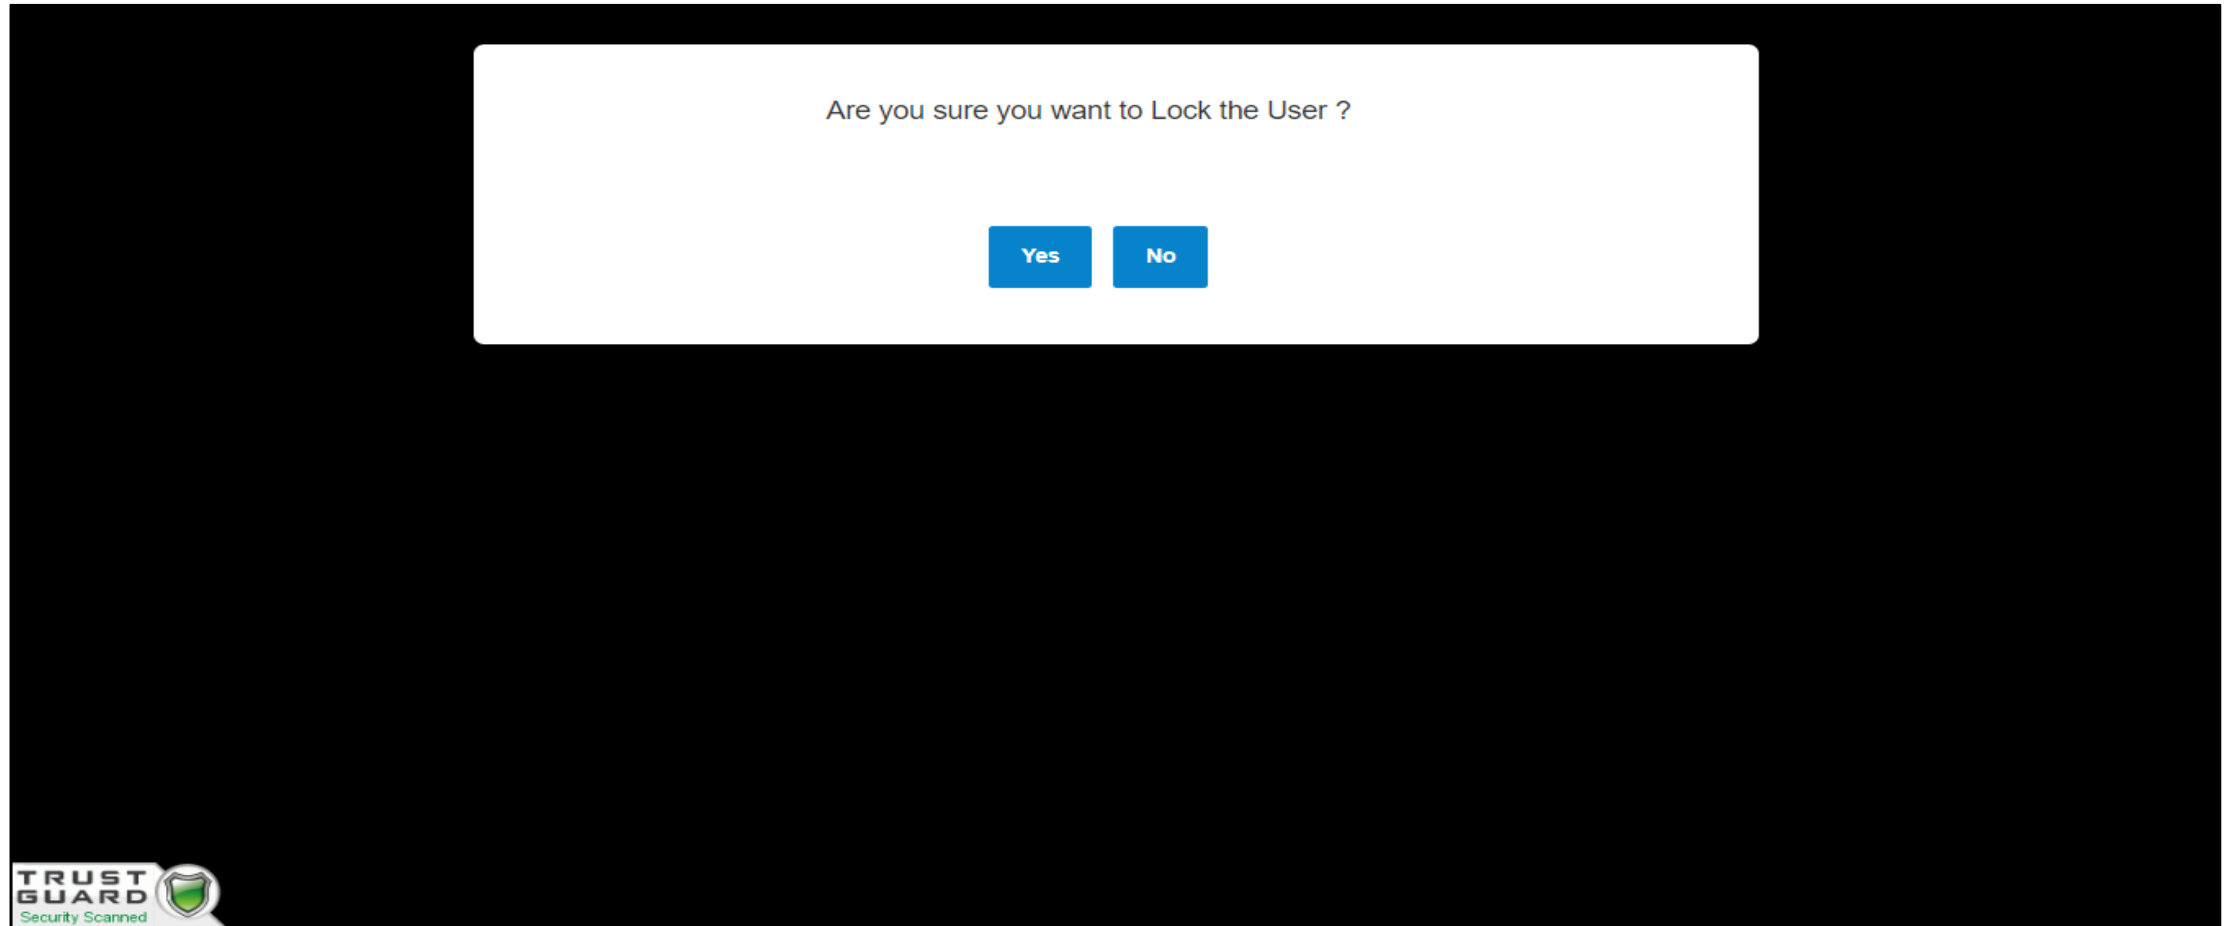 Are you sure you want to Lock the User ?
Yes No
TRUST
GUARD
Security Scanned